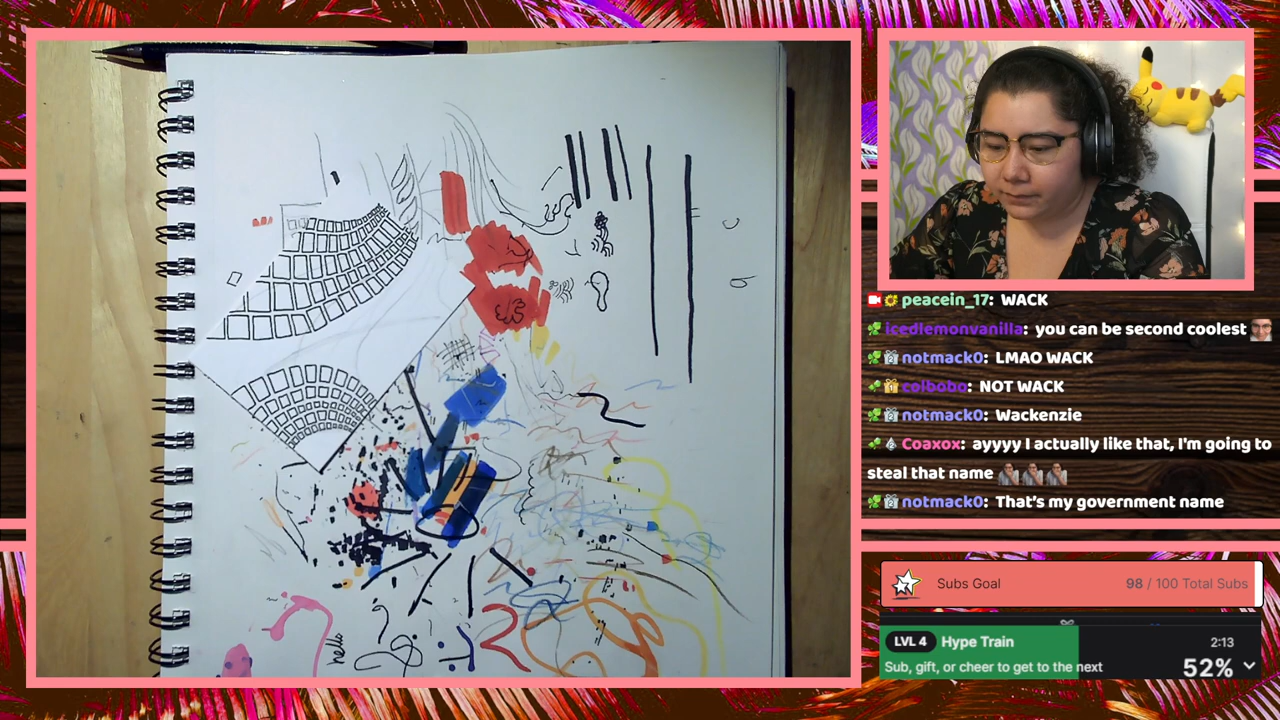 hello
peacein_17: WACK
icedlemonvanilla: you can be second coolest
notmack0: LMAO WACK
colbobo: NOT WACK
notmack0: Wackenzie
Coaxox: ayyyy I actually like that, I'm going to
steal that name
notmack0: That's my government name
Subs Goal 98 / 100 Total Subs
LVL 4 Hype Train 2:13
Sub, gift, or cheer to get to the next 52%